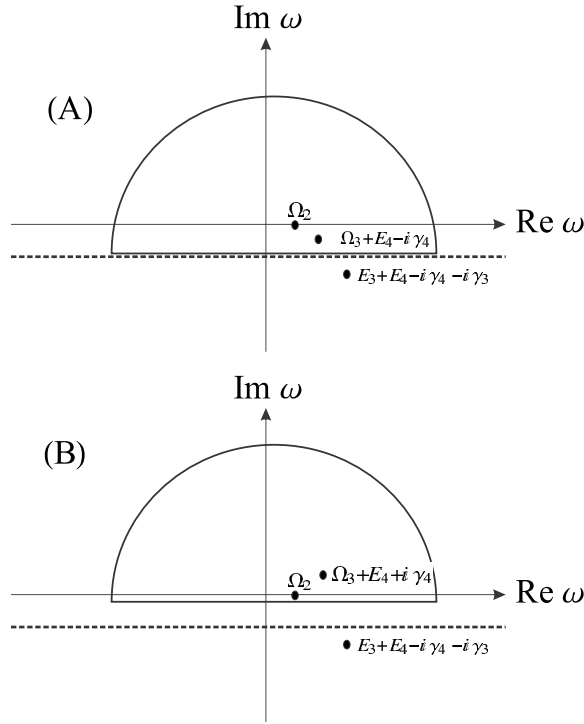 Im ω
(A)
Ω₂
Ω₃+E₄−i γ₄
Re ω
E₃+E₄−i γ₄ −i γ₃
Im ω
(B)
Ω₃+E₄+i γ₄
Ω₂
Re ω
E₃+E₄−i γ₄ −i γ₃